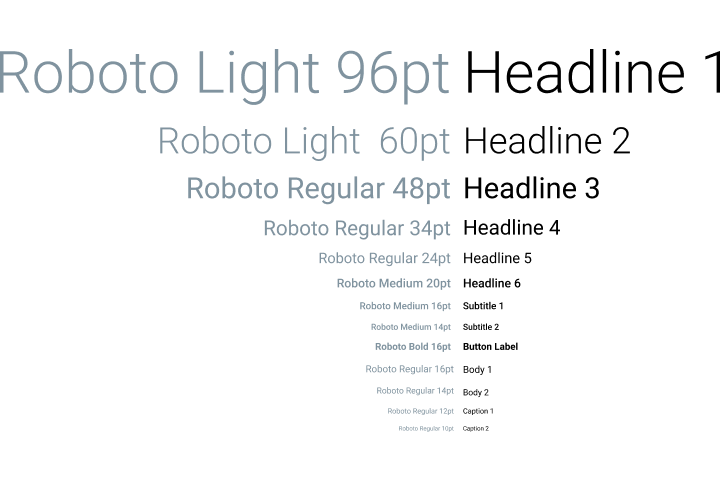 Roboto Light 96pt Headline 1
Roboto Light 60pt Headline 2
Roboto Regular 48pt Headline 3
Roboto Regular 34pt Headline 4
Roboto Regular 24pt Headline 5
Roboto Medium 20pt Headline 6
Roboto Medium 16pt Subtitle 1
Roboto Medium 14pt Subtitle 2
Roboto Bold 16pt Button Label
Roboto Regular 16pt Body 1
Roboto Regular 14pt Body 2
Roboto Regular 12pt Caption 1
Roboto Regular 10pt Caption 2